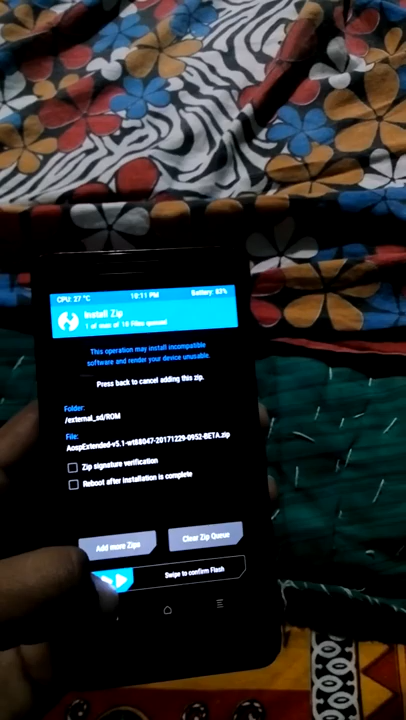 CPU: 27 °C 10:11 PM Battery: 83%
Install Zip
1 of max of 10 Files queued
This operation may install incompatible
software and render your device unusable.
Press back to cancel adding this zip.
Folder:
/external_sd/ROM
File:
AospExtended-v5.1-wt88047-20171229-0952-BETA.zip
Zip signature verification
Reboot after installation is complete
Add more Zips Clear Zip Queue
Swipe to confirm Flash